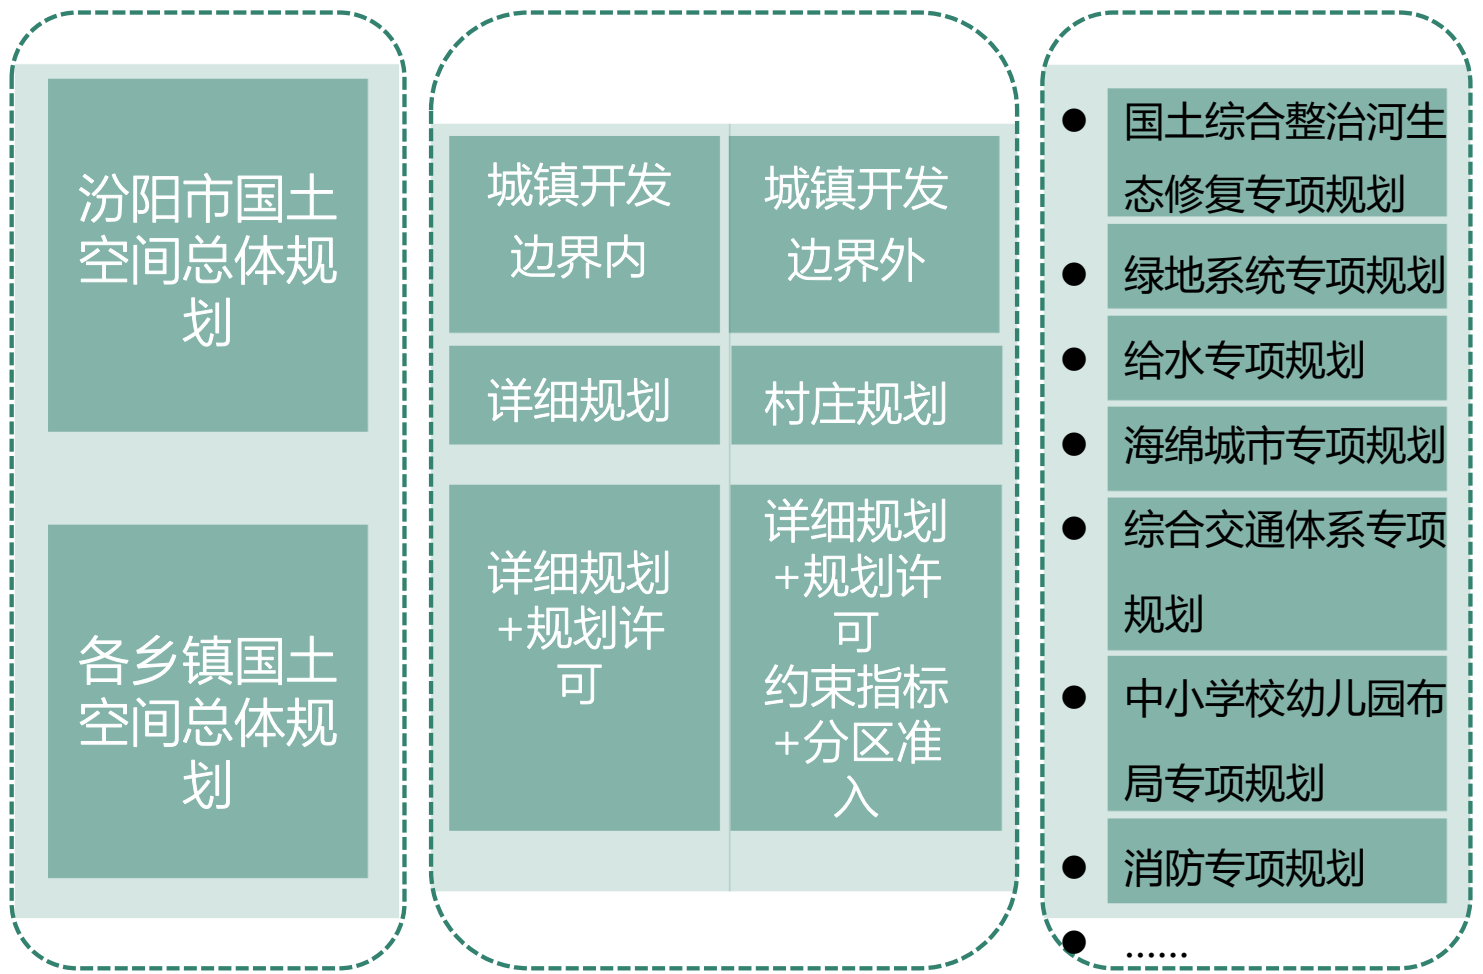 汾阳市国土
空间总体规
划
各乡镇国土
空间总体规
划
城镇开发
边界内
城镇开发
边界外
详细规划
村庄规划
详细规划
+规划许
可
详细规划
+规划许
可
约束指标
+分区准
入
● 国土综合整治河生
态修复专项规划
● 绿地系统专项规划
● 给水专项规划
● 海绵城市专项规划
● 综合交通体系专项
规划
● 中小学校幼儿园布
局专项规划
● 消防专项规划
● ……